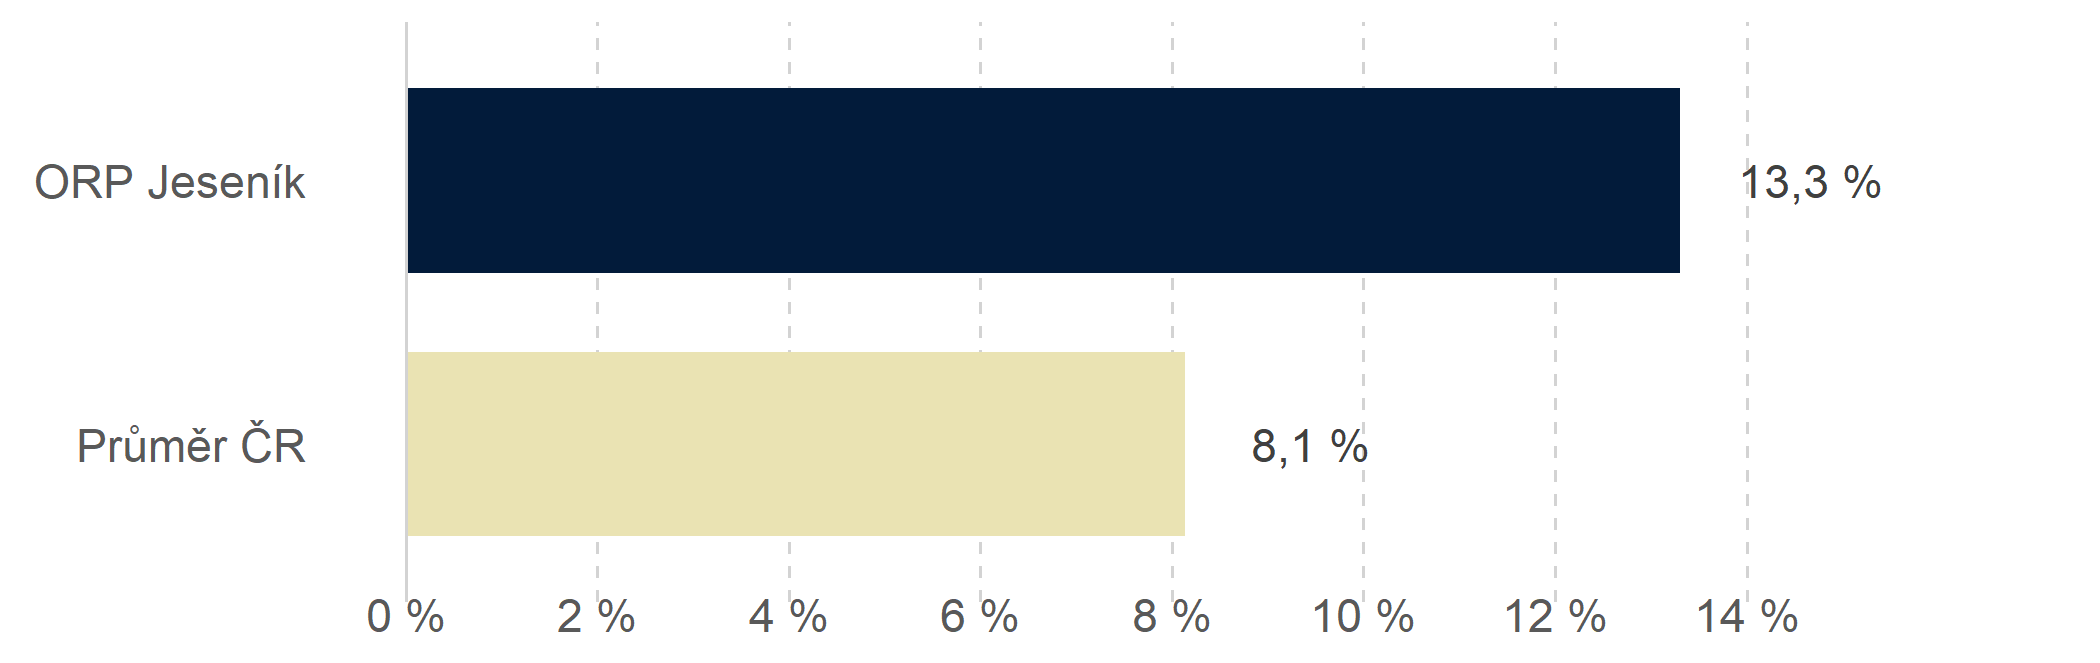 ORP Jeseník
13,3 %
Průměr ČR
8,1 %
0 % 2 % 4 % 6 % 8 % 10 % 12 % 14 %